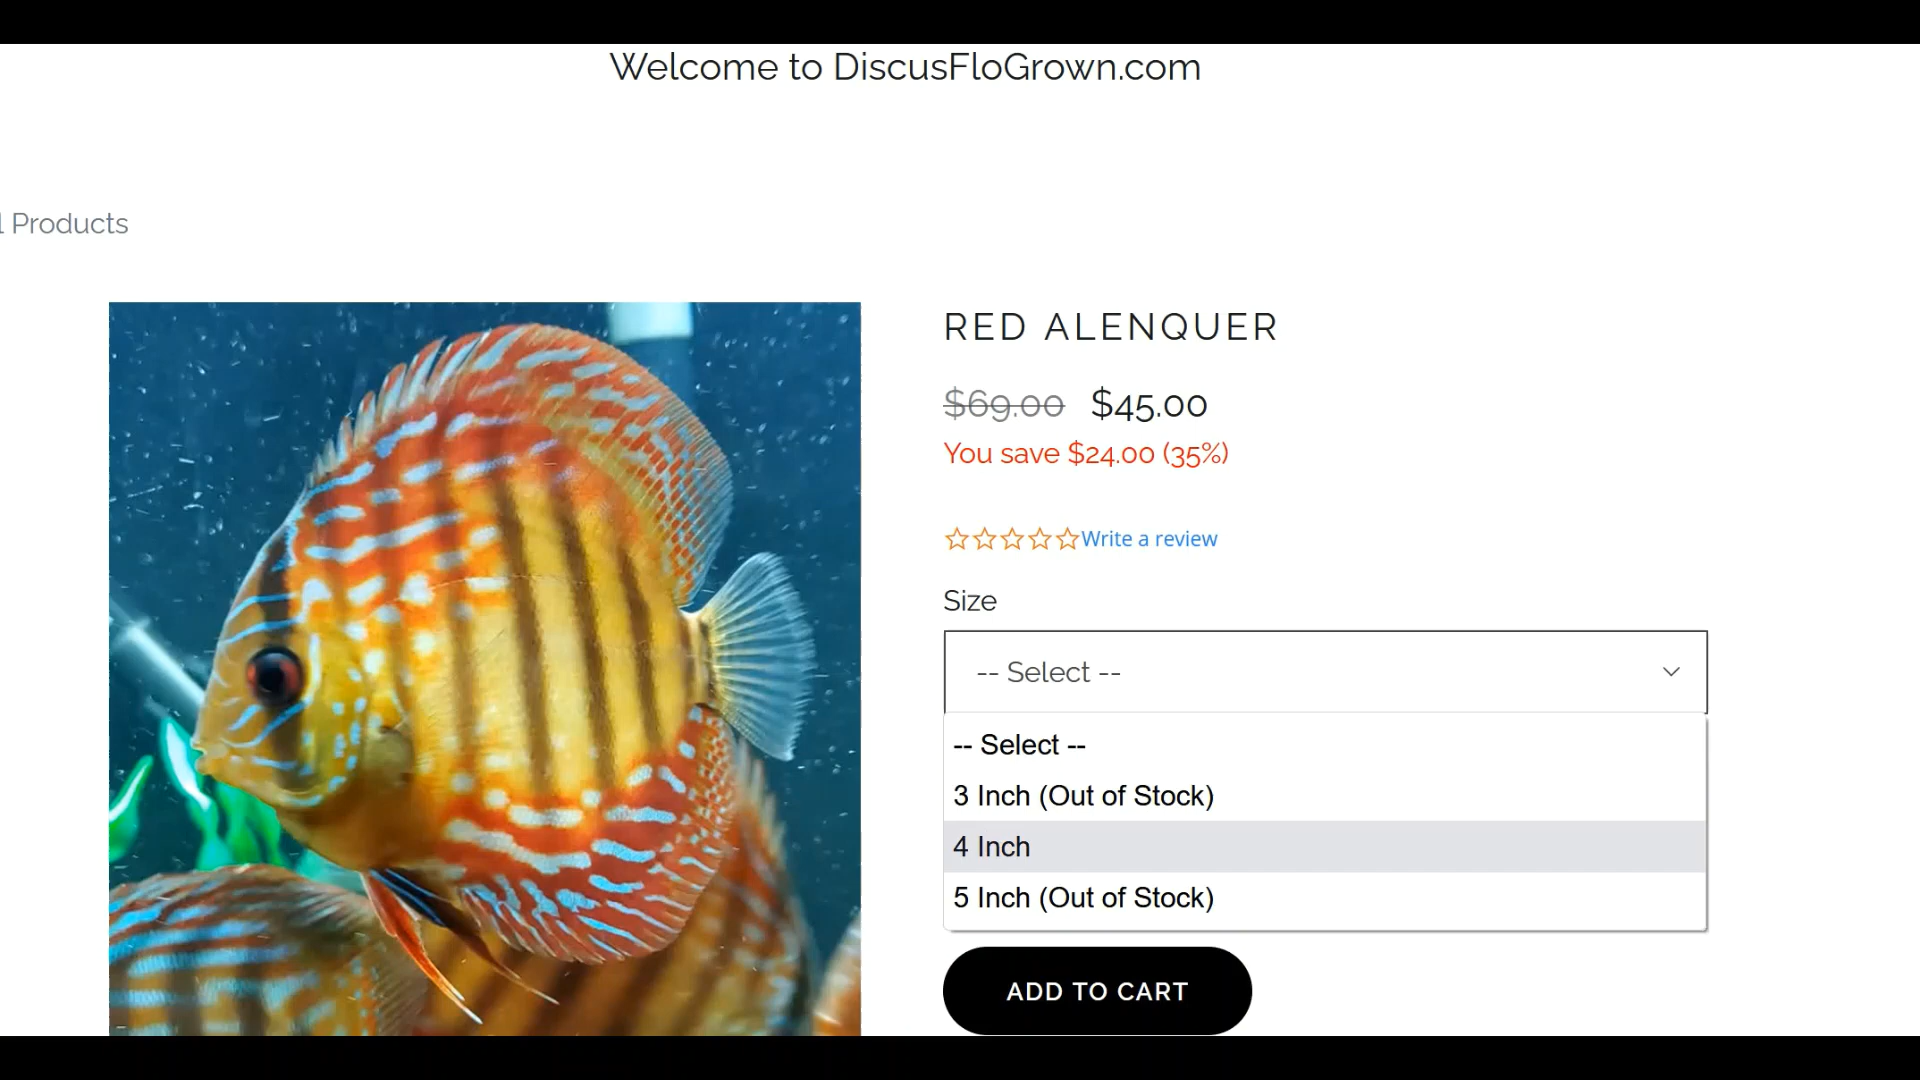 Welcome to DiscusFloGrown.com
l Products
RED ALENQUER
$69.00 $45.00
You save $24.00 (35%)
Write a review
Size
-- Select --
-- Select --
3 Inch (Out of Stock)
4 Inch
5 Inch (Out of Stock)
ADD TO CART